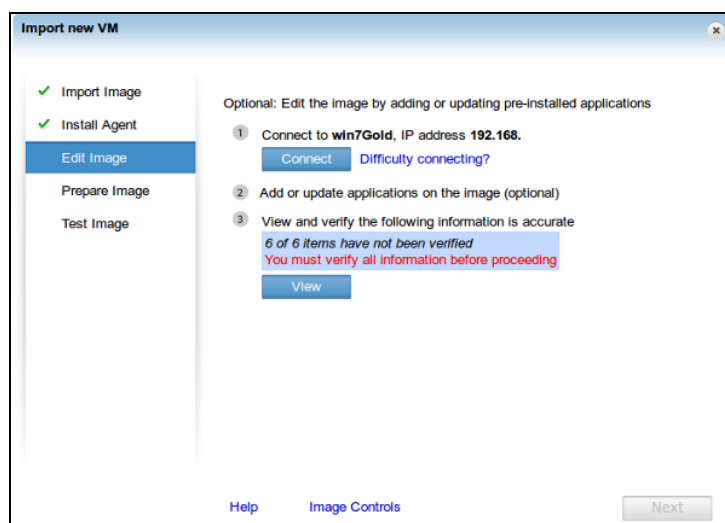 Import new VM
Import Image
Install Agent
Edit Image
Prepare Image
Test Image
Optional: Edit the image by adding or updating pre-installed applications
1 Connect to win7Gold, IP address 192.168.
Connect Difficulty connecting?
2 Add or update applications on the image (optional)
3 View and verify the following information is accurate
6 of 6 items have not been verified
You must verify all information before proceeding
View
Help Image Controls Next